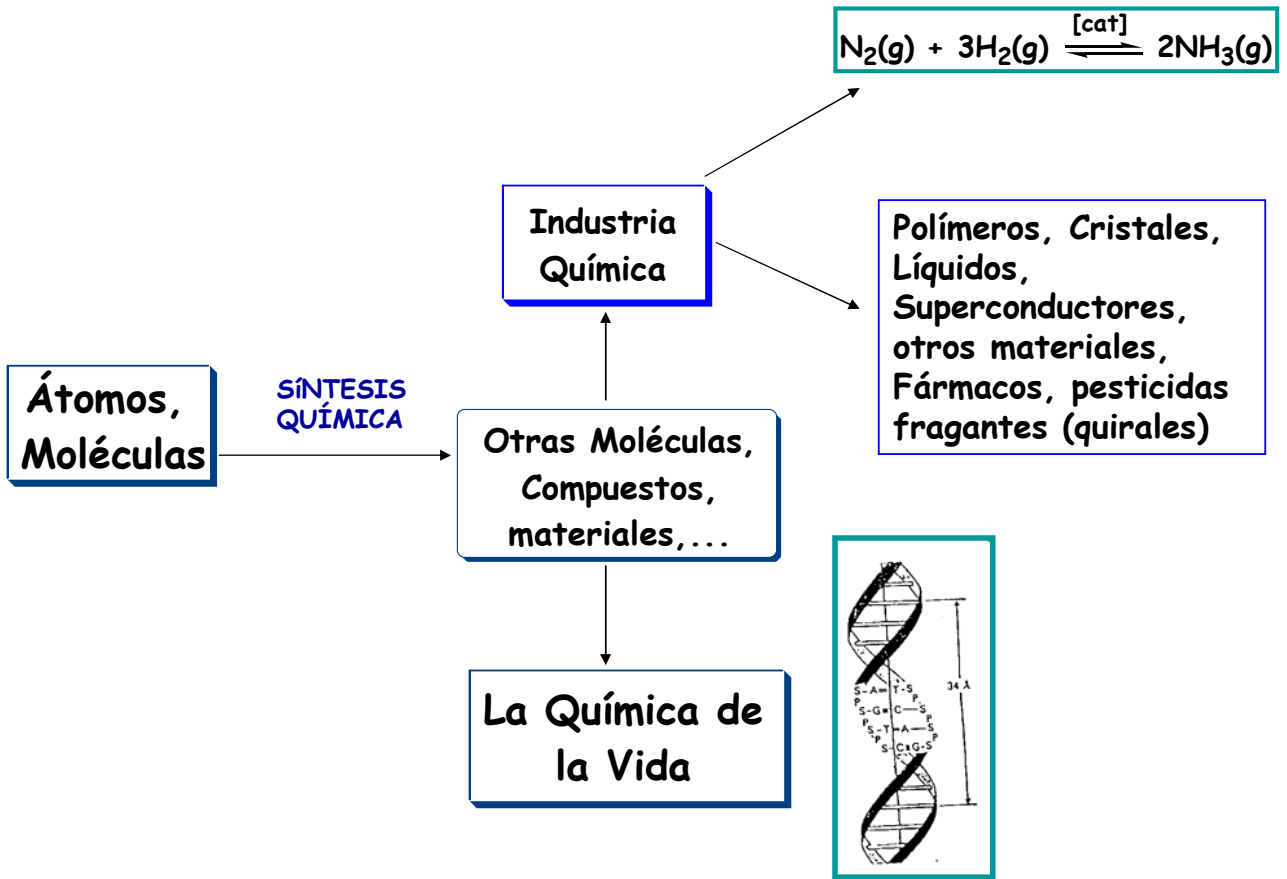 [cat]
N₂(g) + 3H₂(g) ⇌ 2NH₃(g)
Industria
Química
Polímeros, Cristales,
Líquidos,
Superconductores,
otros materiales,
Fármacos, pesticidas
fragantes (quirales)
Átomos,
Moléculas
SíNTESIS
QUÍMICA
Otras Moléculas,
Compuestos,
materiales,...
La Química de
la Vida
34 Å
S-A=T-S
P P
S-G≡C-S
P P
S-T=A-S
P P
S-C≡G-S